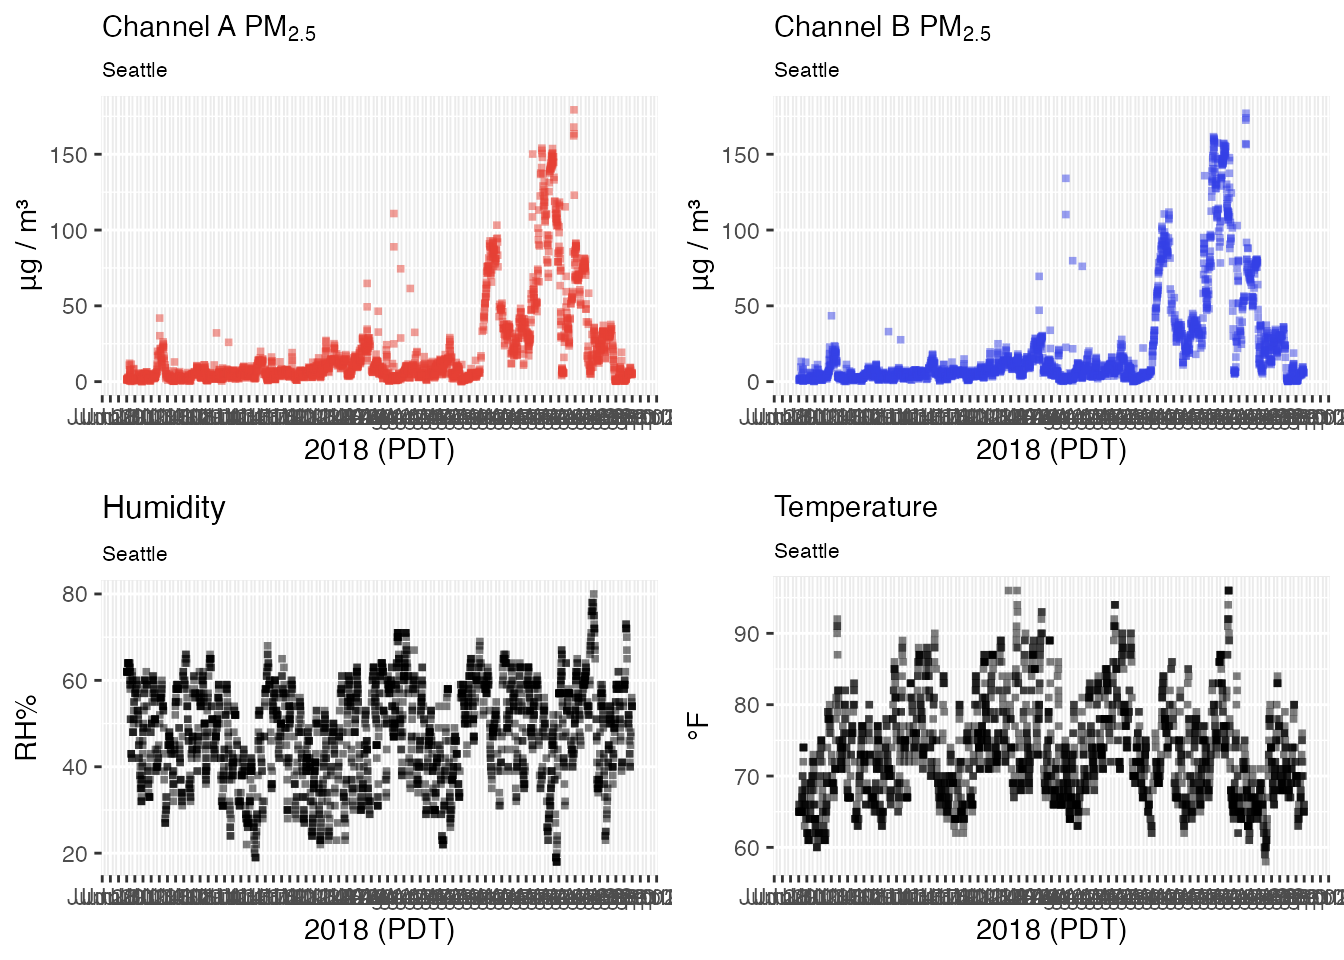 Channel A PM2.5
Seattle
150
100
50
0
µg / m³
2018 (PDT)
Channel B PM2.5
Seattle
150
100
50
0
µg / m³
2018 (PDT)
Humidity
Seattle
80
60
40
20
RH%
2018 (PDT)
Temperature
Seattle
90
80
70
60
°F
2018 (PDT)